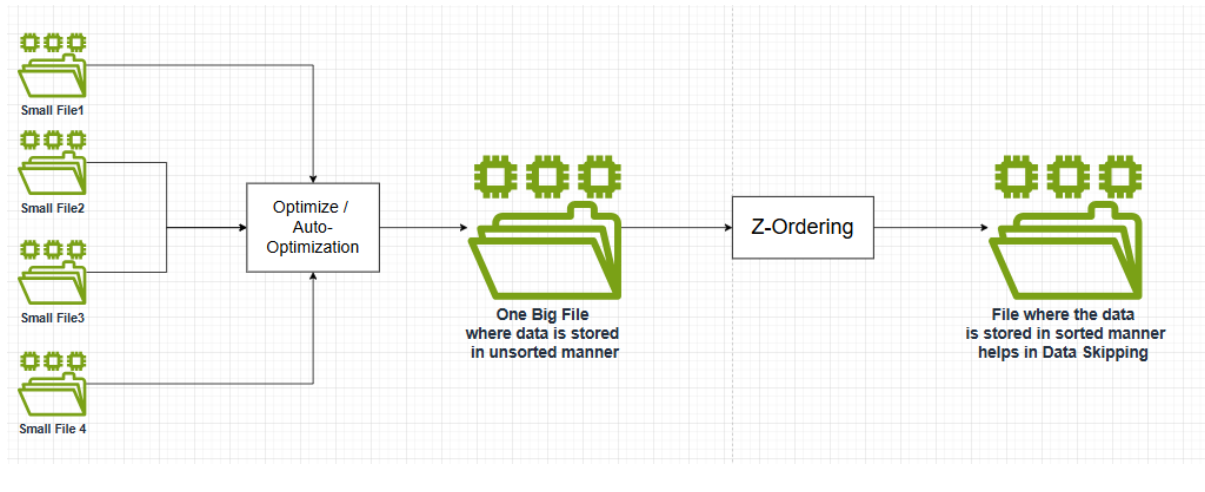 Small File1
Small File2
Small File3
Small File 4
Optimize /
Auto-
Optimization
One Big File
where data is stored
in unsorted manner
Z-Ordering
File where the data
is stored in sorted manner
helps in Data Skipping